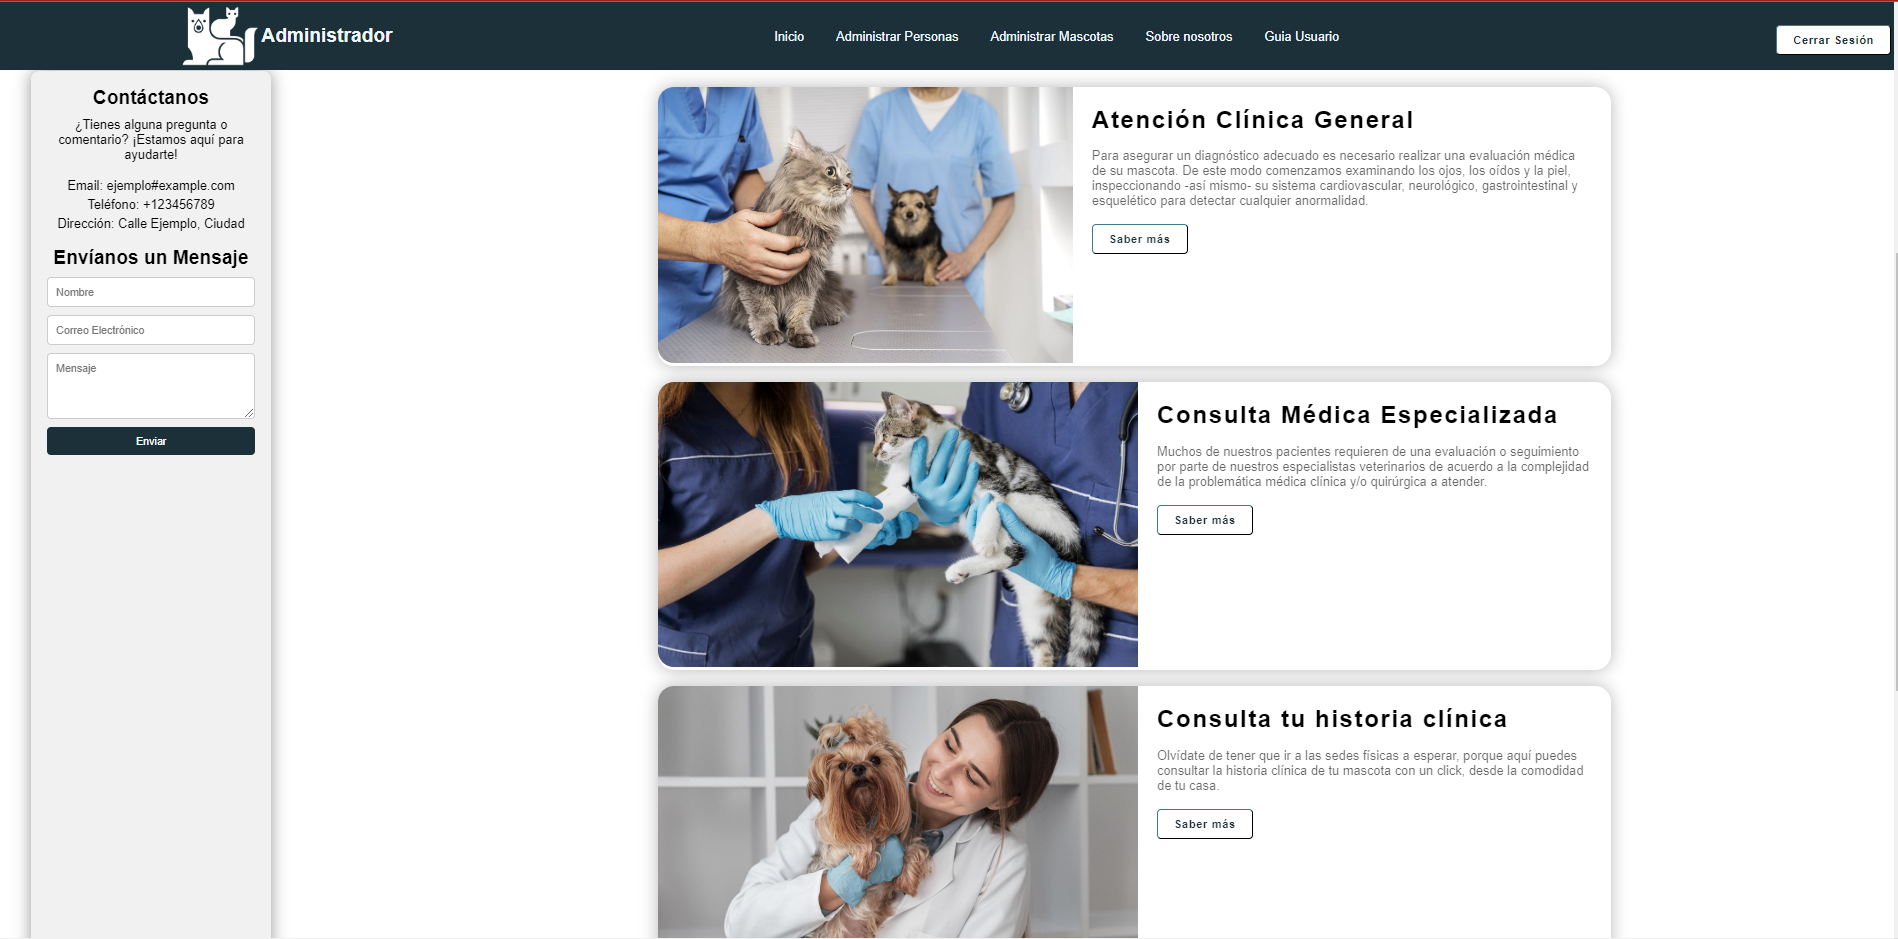 Administrador
Inicio
Administrar Personas
Administrar Mascotas
Sobre nosotros
Guia Usuario
Cerrar Sesión
Contáctanos
¿Tienes alguna pregunta o
comentario? ¡Estamos aquí para
ayudarte!
Email: ejemplo#example.com
Teléfono: +123456789
Dirección: Calle Ejemplo, Ciudad
Envíanos un Mensaje
Nombre
Correo Electrónico
Mensaje
Enviar
Atención Clínica General
Para asegurar un diagnóstico adecuado es necesario realizar una evaluación médica
de su mascota. De este modo comenzamos examinando los ojos, los oídos y la piel,
inspeccionando -así mismo- su sistema cardiovascular, neurológico, gastrointestinal y
esquelético para detectar cualquier anormalidad.
Saber más
Consulta Médica Especializada
Muchos de nuestros pacientes requieren de una evaluación o seguimiento
por parte de nuestros especialistas veterinarios de acuerdo a la complejidad
de la problemática médica clínica y/o quirúrgica a atender.
Saber más
Consulta tu historia clínica
Olvídate de tener que ir a las sedes físicas a esperar, porque aquí puedes
consultar la historia clínica de tu mascota con un click, desde la comodidad
de tu casa.
Saber más